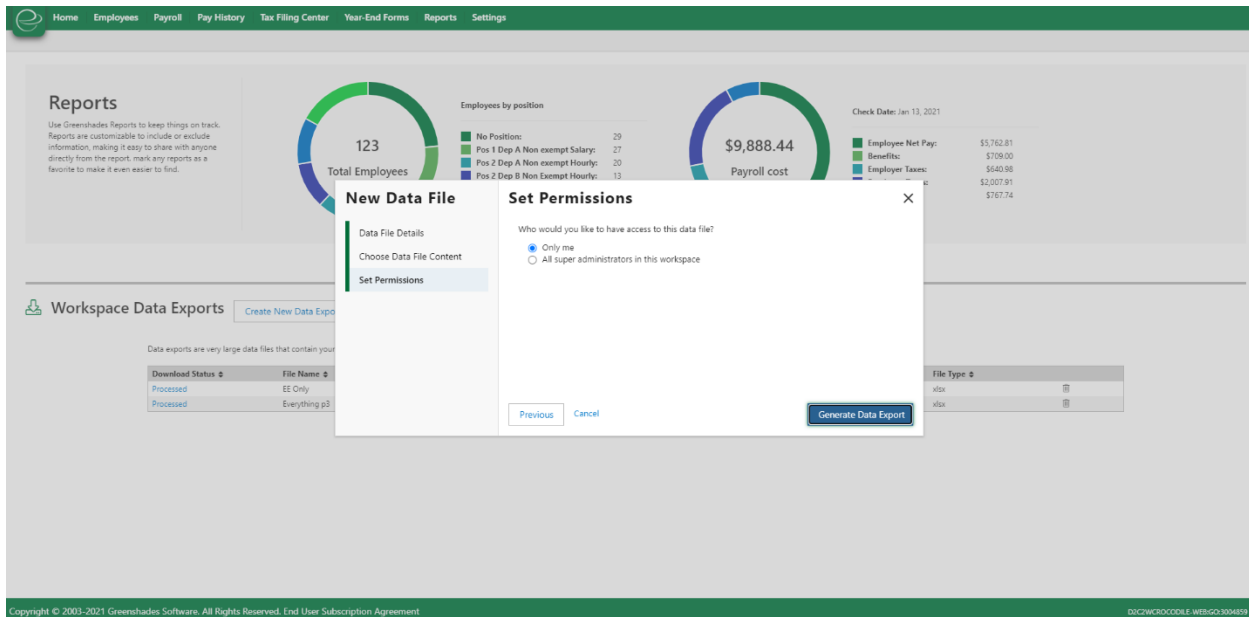 Home Employees Payroll Pay History Tax Filing Center Year-End Forms Reports Settings
Reports
Use Greenshades Reports to keep things on track.
Reports are customizable to include or exclude
information, making it easy to share with anyone
directly from the report, mark any reports as a
favorite to make it even easier to find.
123
Total Employees
Employees by position
No Position: 29
Pos 1 Dep A Non exempt Salary: 27
Pos 2 Dep A Non exempt Hourly: 20
Pos 2 Dep B Non Exempt Hourly: 13
$9,888.44
Payroll cost
Check Date: Jan 13, 2021
Employee Net Pay: $5,762.81
Benefits: $709.00
Employer Taxes: $640.98
$2,007.91
$767.74
New Data File
Data File Details
Choose Data File Content
Set Permissions
Set Permissions
Who would you like to have access to this data file?
Only me
All super administrators in this workspace
Previous Cancel Generate Data Export
Workspace Data Exports Create New Data Expo
Data exports are very large data files that contain your
Download Status File Name File Type
Processed EE Only xlsx
Processed Everything p3 xlsx
Copyright © 2003-2021 Greenshades Software. All Rights Reserved. End User Subscription Agreement
D2C2WCROCODILE-WEB:GO:3004859